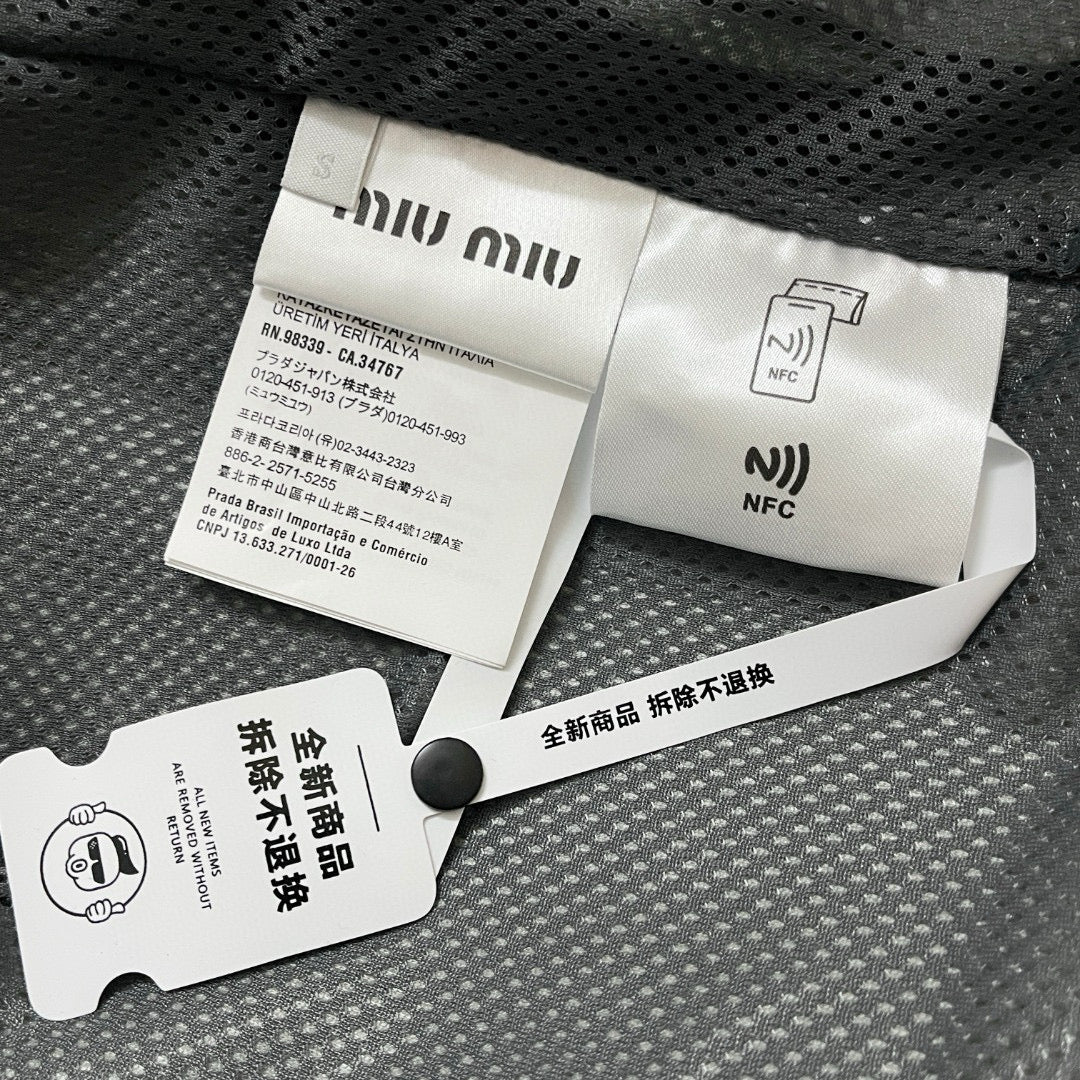 S
miu miu
ÜRETİM YERİ İTALYA
RN.98339 - CA.34767
プラダジャパン株式会社
0120-451-913 (プラダ)0120-451-993
(ミュウミュウ)
프라다코리아(유)02-3443-2323
香港商台灣意比有限公司台灣分公司
886-2-2571-5255
臺北市中山區中山北路二段44號12樓A室
Prada Brasil Importação e Comércio
de Artigos de Luxo Ltda
CNPJ 13.633.271/0001-26
NFC
NFC
全新商品 拆除不退换
全新商品
拆除不退换
ALL NEW ITEMS
ARE REMOVED WITHOUT
RETURN